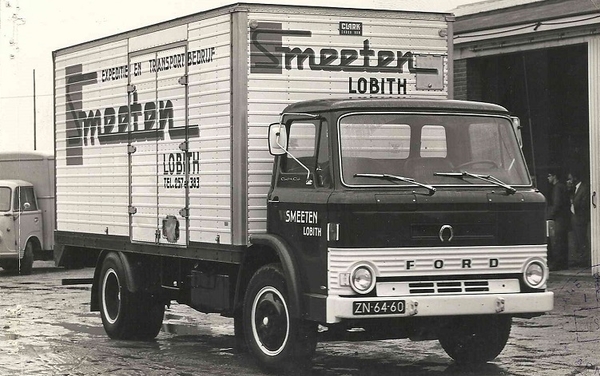 EXPEDITIE EN TRANSPORTBEDRIJF
Smeeten
LOBITH
CLARK
Smeeten
LOBITH
SMEETEN
LOBITH
FORD
ZN-64-60